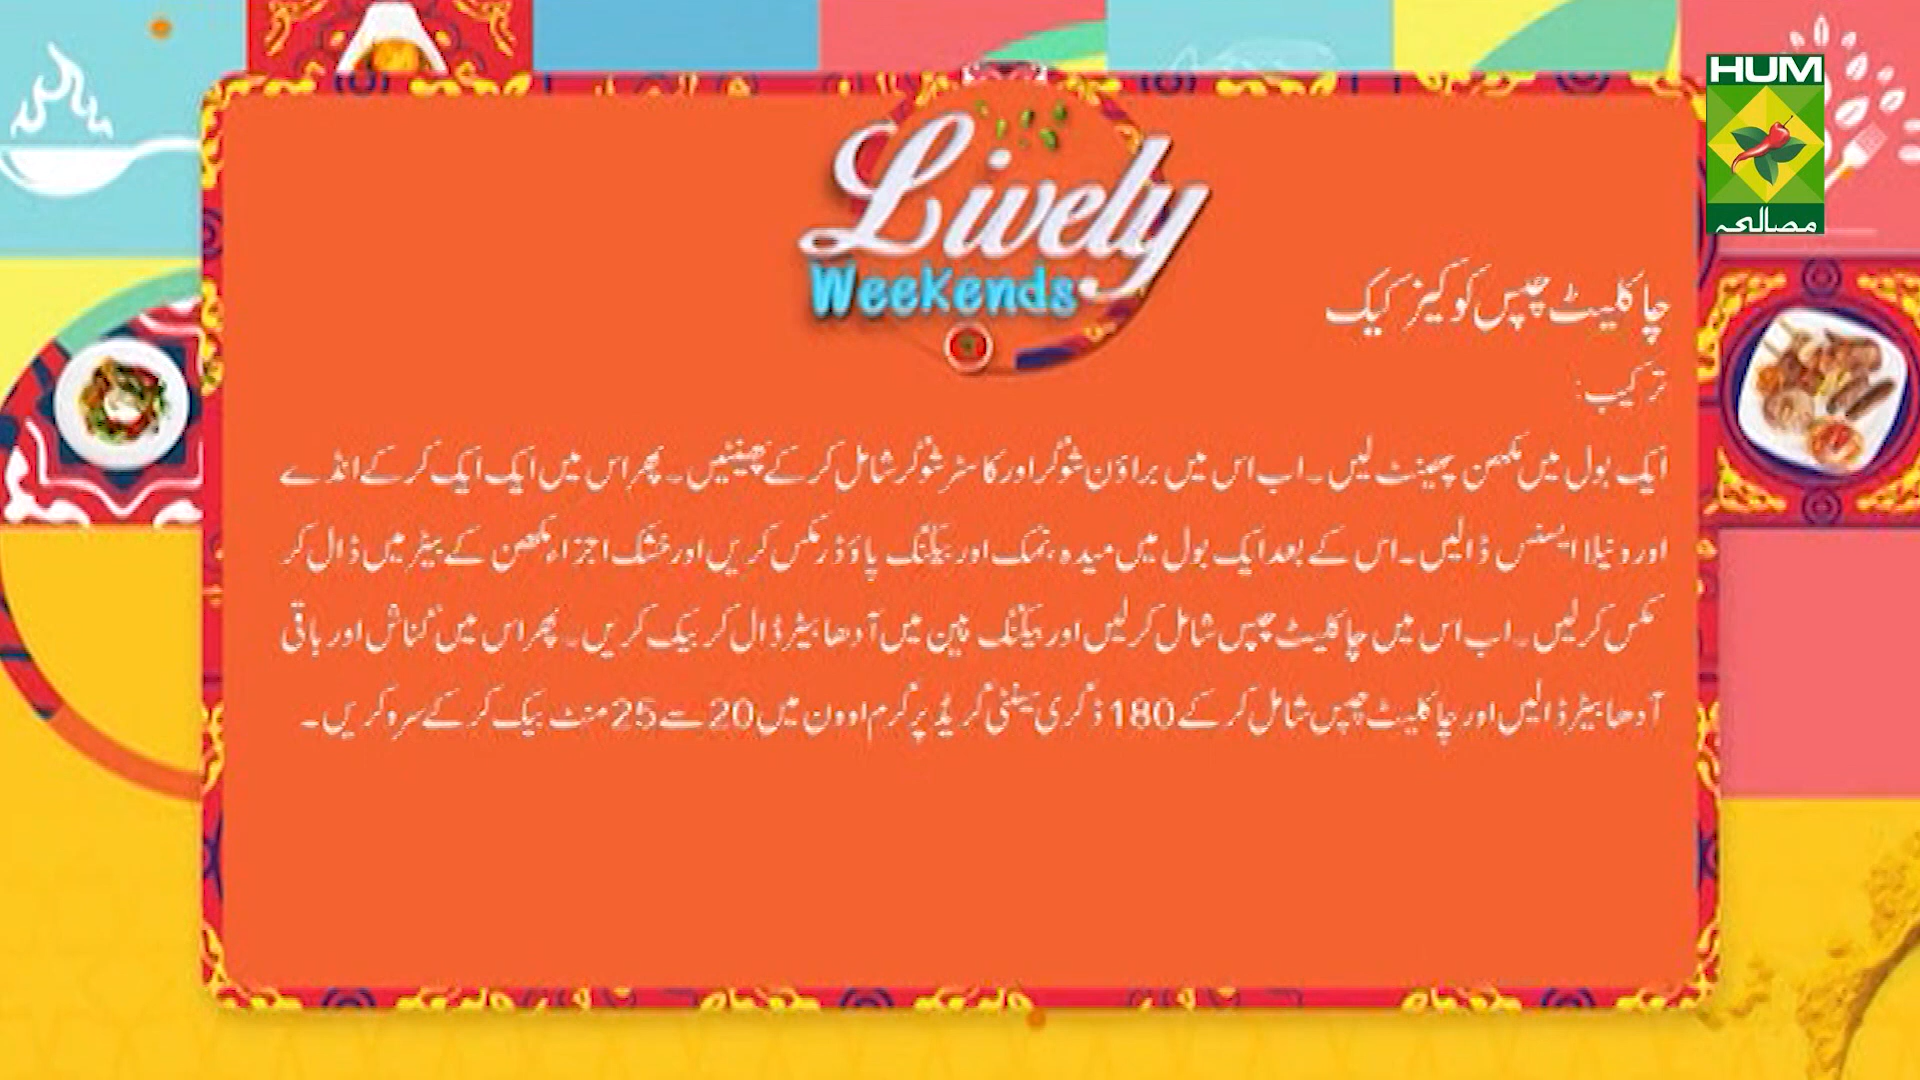 HUM
مصالحہ
Lively
Weekends
چاکلیٹ چپس کوکیز کیک
ترکیب:
ایک بول میں مکھن پھینٹ لیں۔ اب اس میں براؤن شوگر اور کاسٹر شوگر شامل کر کے پھینٹیں۔ پھر اس میں ایک ایک کر کے انڈے
اور ونیلا ایسنس ڈالیں۔ اس کے بعد ایک بول میں میدہ، نمک اور بیکنگ پاؤڈر مکس کریں اور خشک اجزاء مکھن کے بیٹر میں ڈال کر
مکس کر لیں۔ اب اس میں چاکلیٹ چپس شامل کر لیں اور بیکنگ پین میں آدھا بیٹر ڈال کر بیک کریں۔ پھر اس میں گناش اور باقی
آدھا بیٹر ڈالیں اور چاکلیٹ چپس شامل کر کے 180 ڈگری سینٹی گریڈ پر گرم اوون میں 20 سے 25 منٹ بیک کر کے سرو کریں۔